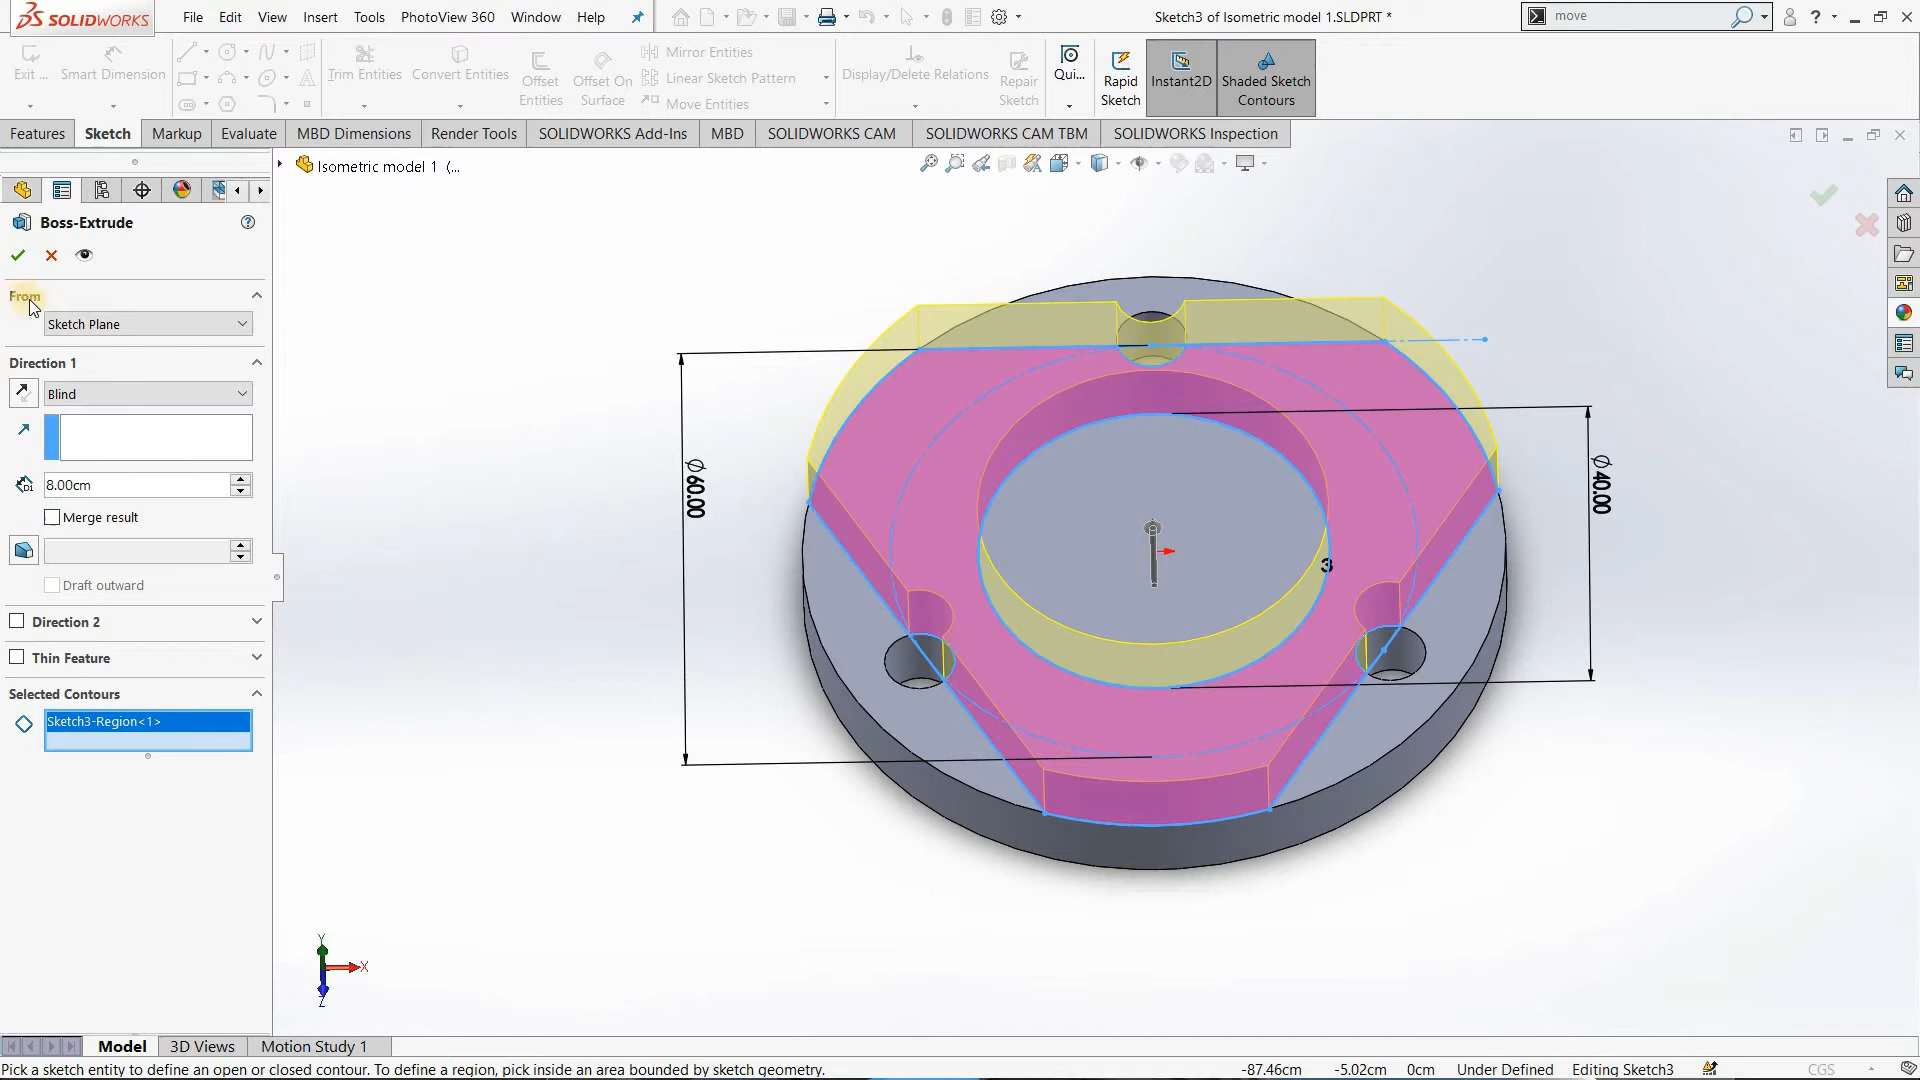 SOLIDWORKS File Edit View Insert Tools PhotoView 360 Window Help Sketch3 of Isometric model 1.SLDPRT * move ?
Exit ... Smart Dimension Trim Entities Convert Entities Offset Entities Offset On Surface Mirror Entities Linear Sketch Pattern Move Entities Display/Delete Relations Repair Sketch Qui... Rapid Sketch Instant2D Shaded Sketch Contours
Features Sketch Markup Evaluate MBD Dimensions Render Tools SOLIDWORKS Add-Ins MBD SOLIDWORKS CAM SOLIDWORKS CAM TBM SOLIDWORKS Inspection
Isometric model 1 (...
Boss-Extrude ?
From
Sketch Plane
Direction 1
Blind
8.00cm
Merge result
Draft outward
Direction 2
Thin Feature
Selected Contours
Sketch3-Region<1>
∅60.00
∅40.00
3
Y
X
Z
Model 3D Views Motion Study 1
Pick a sketch entity to define an open or closed contour. To define a region, pick inside an area bounded by sketch geometry. -87.46cm -5.02cm 0cm Under Defined Editing Sketch3 CGS